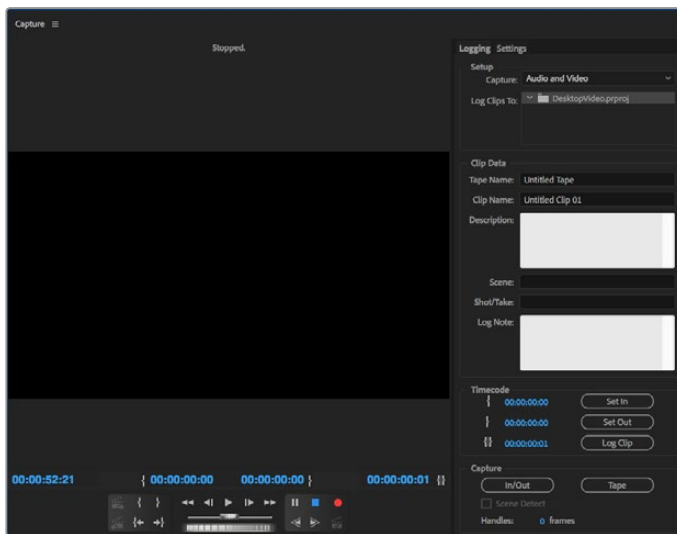 Capture
Stopped.
Logging Settings
Setup
Capture: Audio and Video
Log Clips To: DesktopVideo.prproj
Clip Data
Tape Name: Untitled Tape
Clip Name: Untitled Clip 01
Description:
Scene:
Shot/Take:
Log Note:
Timecode
{ 00:00:00:00 Set In
} 00:00:00:00 Set Out
{} 00:00:00:01 Log Clip
00:00:52:21 { 00:00:00:00 00:00:00:00 } 00:00:00:01 {}
Capture
In/Out Tape
Scene Detect
Handles: 0 frames